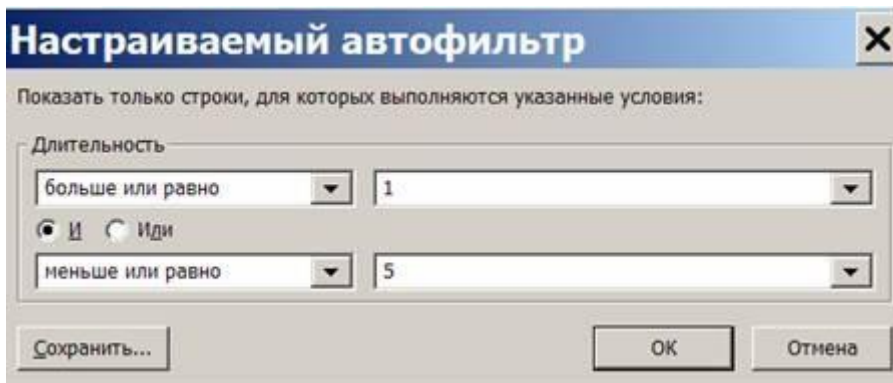 Настраиваемый автофильтр
Показать только строки, для которых выполняются указанные условия:
Длительность
больше или равно 1
И Или
меньше или равно 5
Сохранить... ОК Отмена